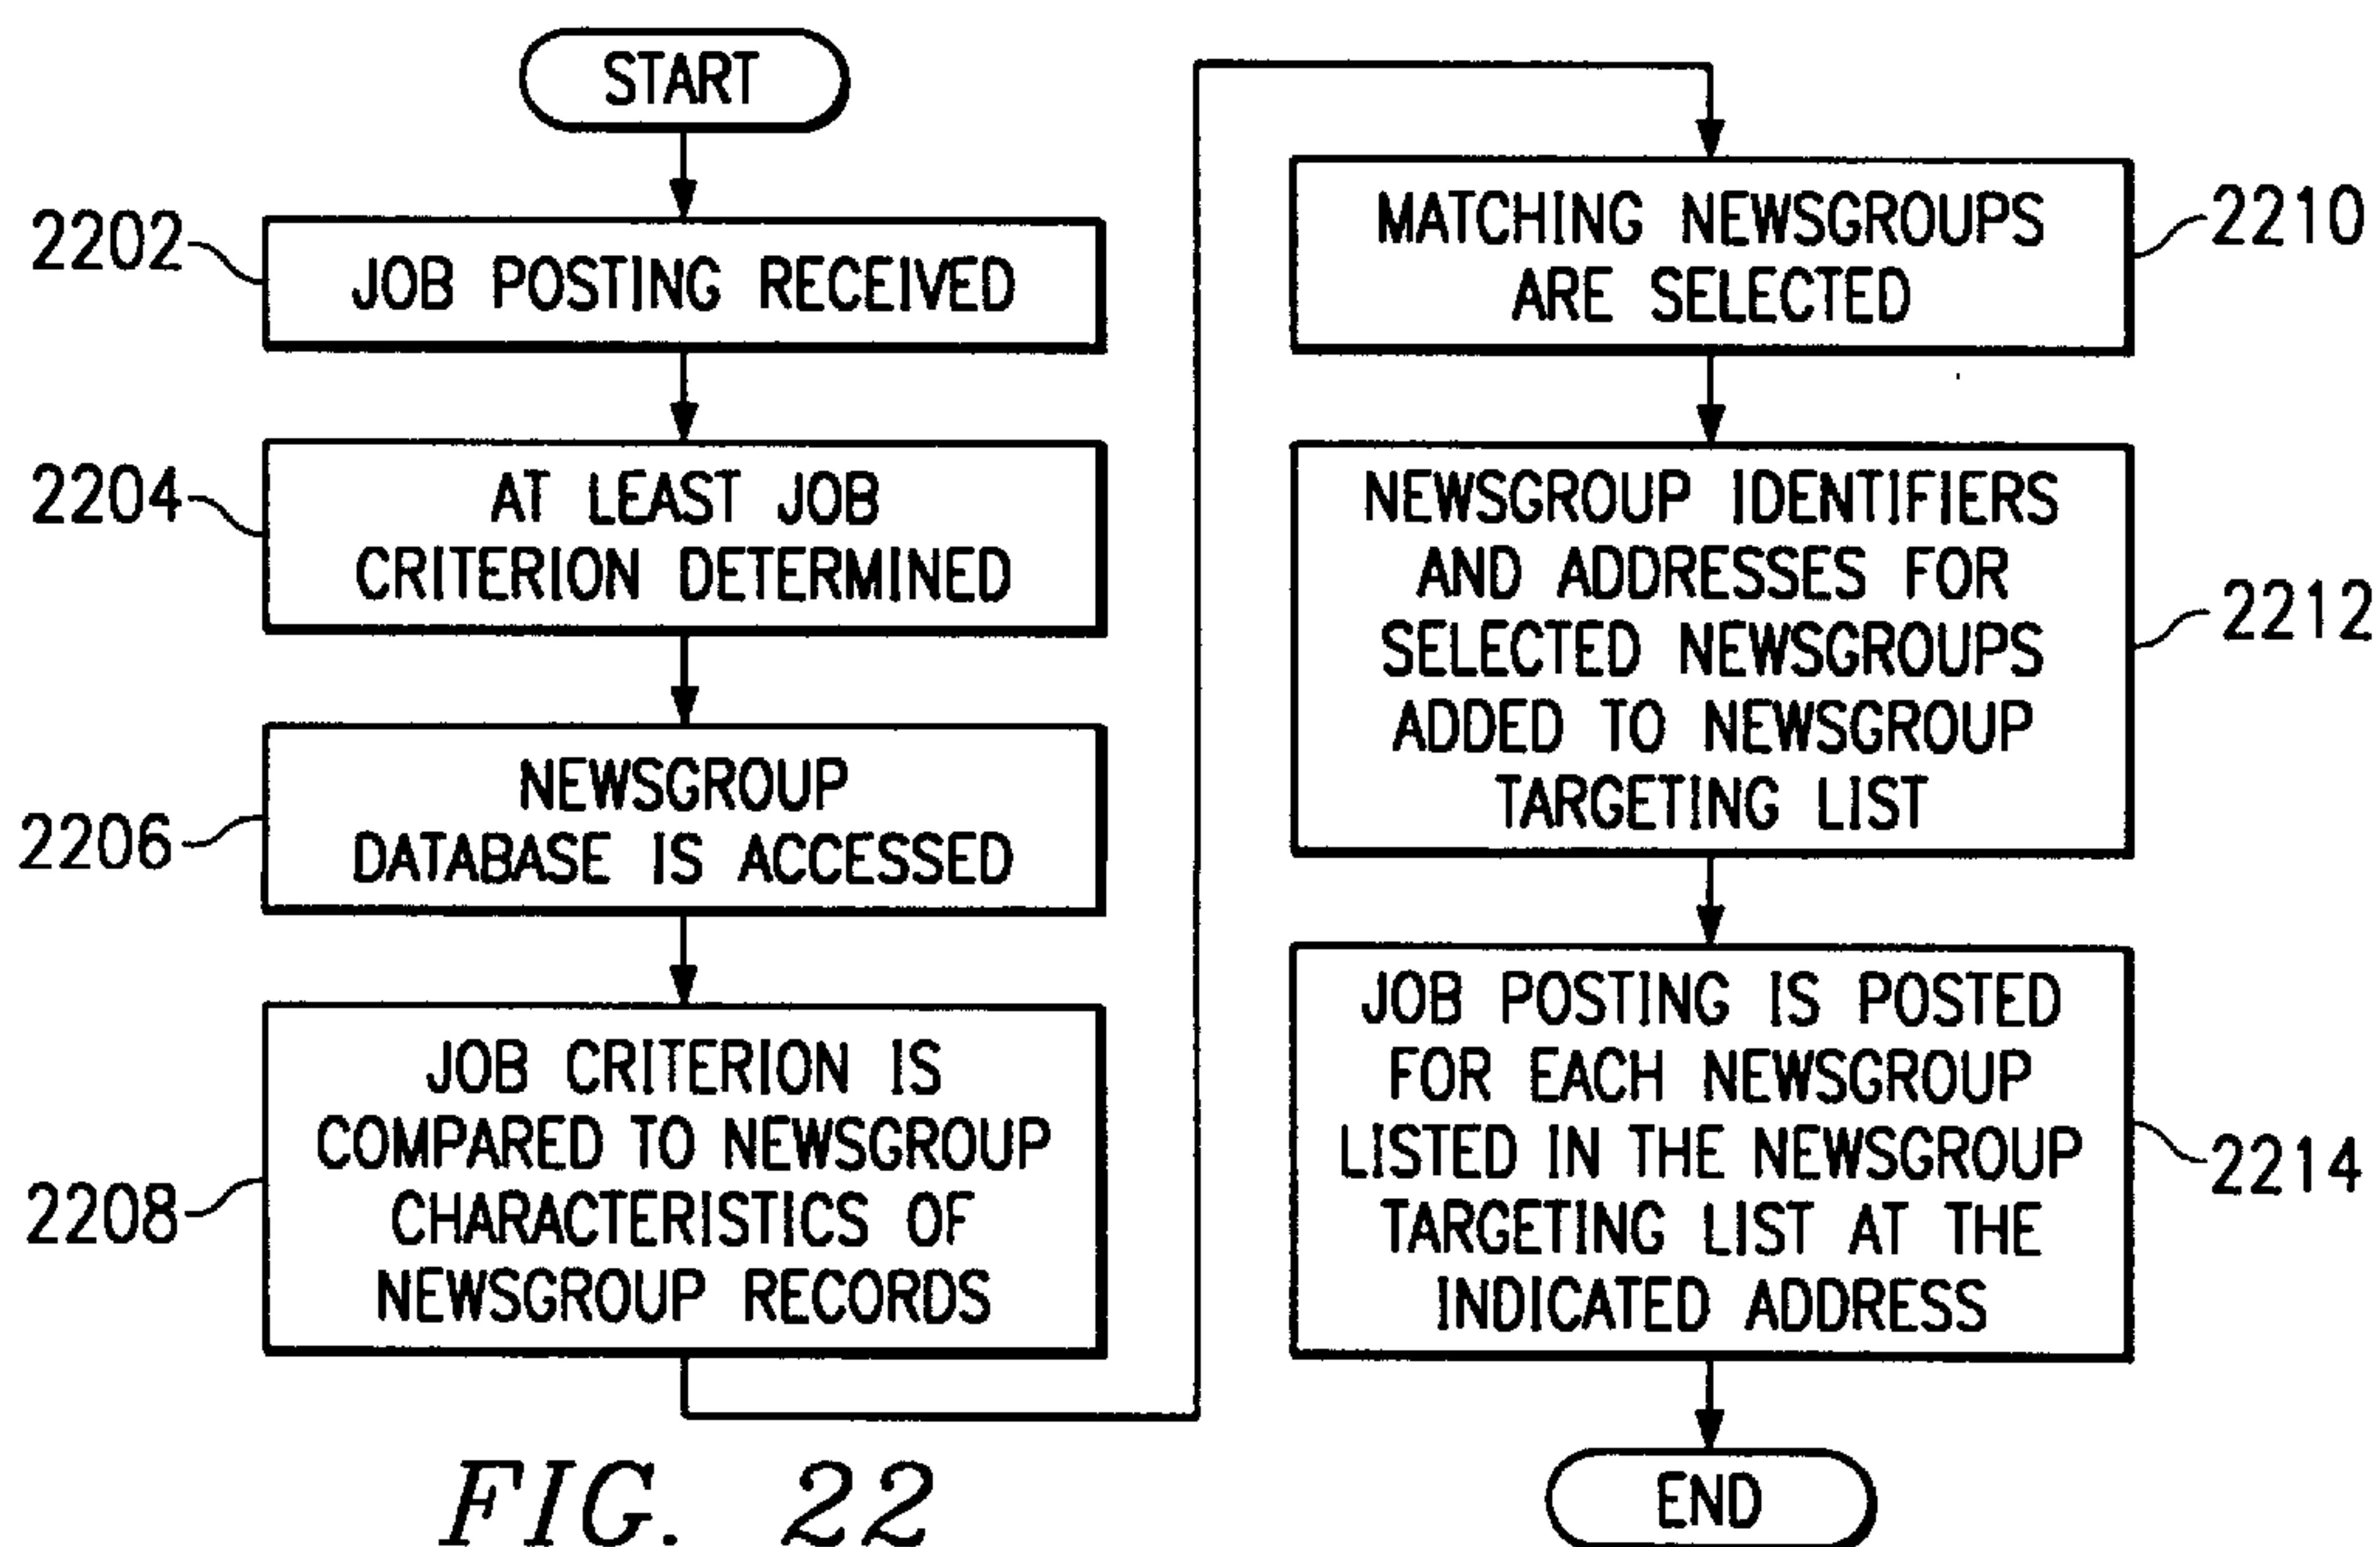 START
2202
JOB POSTING RECEIVED
2204
AT LEAST JOB
CRITERION DETERMINED
2206
NEWSGROUP
DATABASE IS ACCESSED
2208
JOB CRITERION IS
COMPARED TO NEWSGROUP
CHARACTERISTICS OF
NEWSGROUP RECORDS
MATCHING NEWSGROUPS
ARE SELECTED
2210
NEWSGROUP IDENTIFIERS
AND ADDRESSES FOR
SELECTED NEWSGROUPS
ADDED TO NEWSGROUP
TARGETING LIST
2212
JOB POSTING IS POSTED
FOR EACH NEWSGROUP
LISTED IN THE NEWSGROUP
TARGETING LIST AT THE
INDICATED ADDRESS
2214
END
FIG. 22